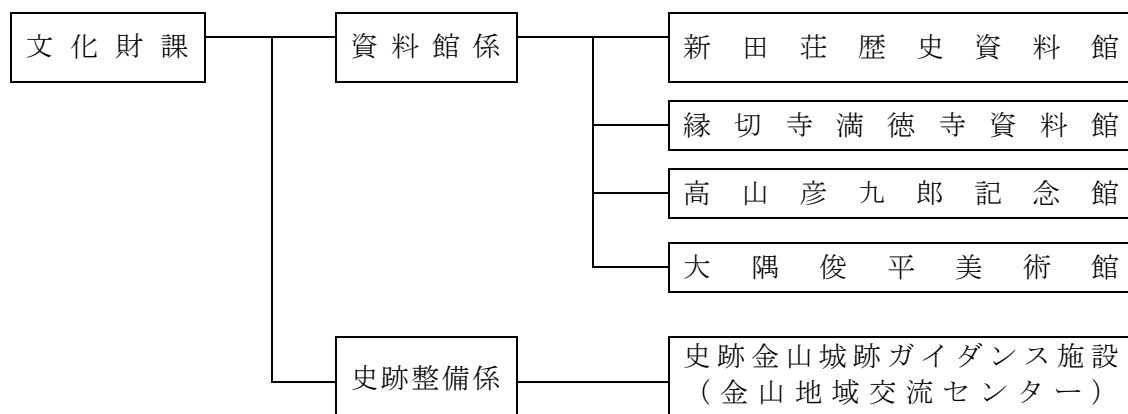 文化財課
資料館係
新田荘歴史資料館
縁切寺満徳寺資料館
高山彦九郎記念館
大隅俊平美術館
史跡整備係
史跡金山城跡ガイダンス施設
（金山地域交流センター）